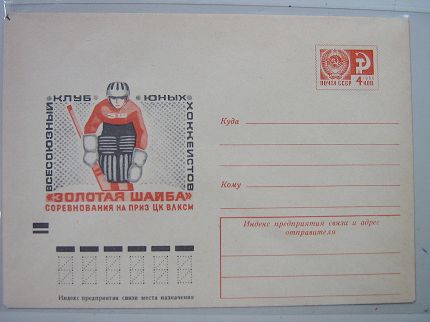 ВСЕСОЮЗНЫЙ КЛУБ ЮНЫХ ХОККЕИСТОВ
«ЗОЛОТАЯ ШАЙБА»
СОРЕВНОВАНИЯ НА ПРИЗ ЦК ВЛКСМ
ПОЧТА СССР 4 КОП.
Куда
Кому
Индекс предприятия связи и адрес
отправителя
Индекс предприятия связи места назначения